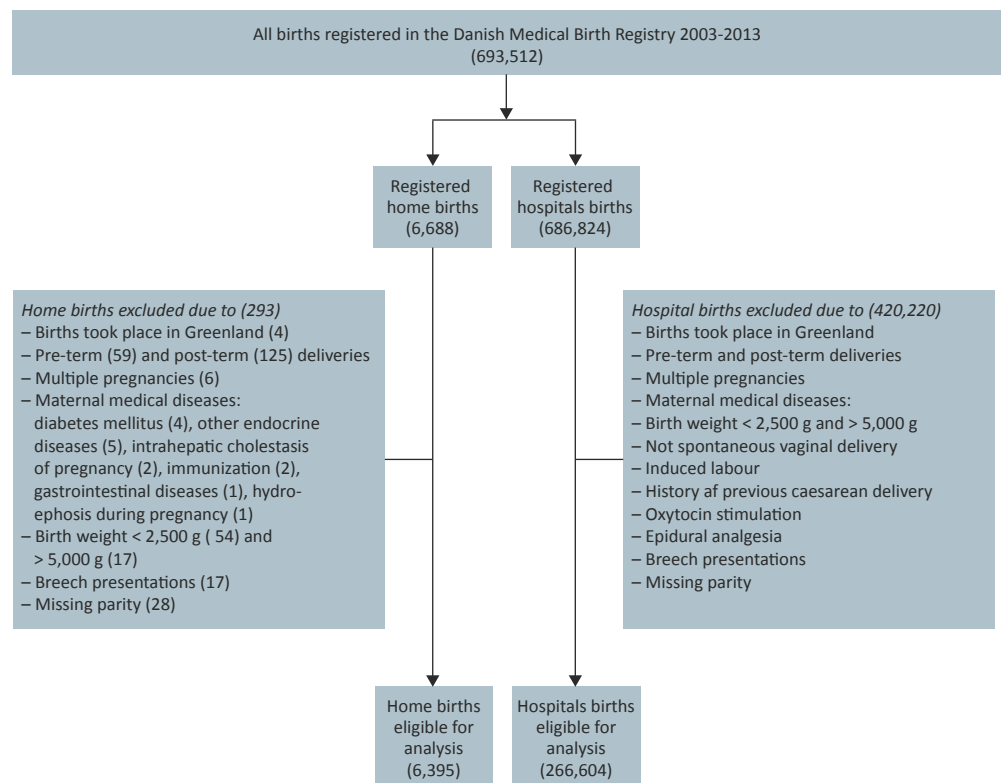 All births registered in the Danish Medical Birth Registry 2003-2013
(693,512)
Registered
home births
(6,688)
Registered
hospitals births
(686,824)
Home births excluded due to (293)
– Births took place in Greenland (4)
– Pre-term (59) and post-term (125) deliveries
– Multiple pregnancies (6)
– Maternal medical diseases:
diabetes mellitus (4), other endocrine
diseases (5), intrahepatic cholestasis
of pregnancy (2), immunization (2),
gastrointestinal diseases (1), hydro-
ephosis during pregnancy (1)
– Birth weight < 2,500 g ( 54) and
> 5,000 g (17)
– Breech presentations (17)
– Missing parity (28)
Hospital births excluded due to (420,220)
– Births took place in Greenland
– Pre-term and post-term deliveries
– Multiple pregnancies
– Maternal medical diseases:
– Birth weight < 2,500 g and > 5,000 g
– Not spontaneous vaginal delivery
– Induced labour
– History af previous caesarean delivery
– Oxytocin stimulation
– Epidural analgesia
– Breech presentations
– Missing parity
Home births
eligible for
analysis
(6,395)
Hospitals births
eligible for
analysis
(266,604)